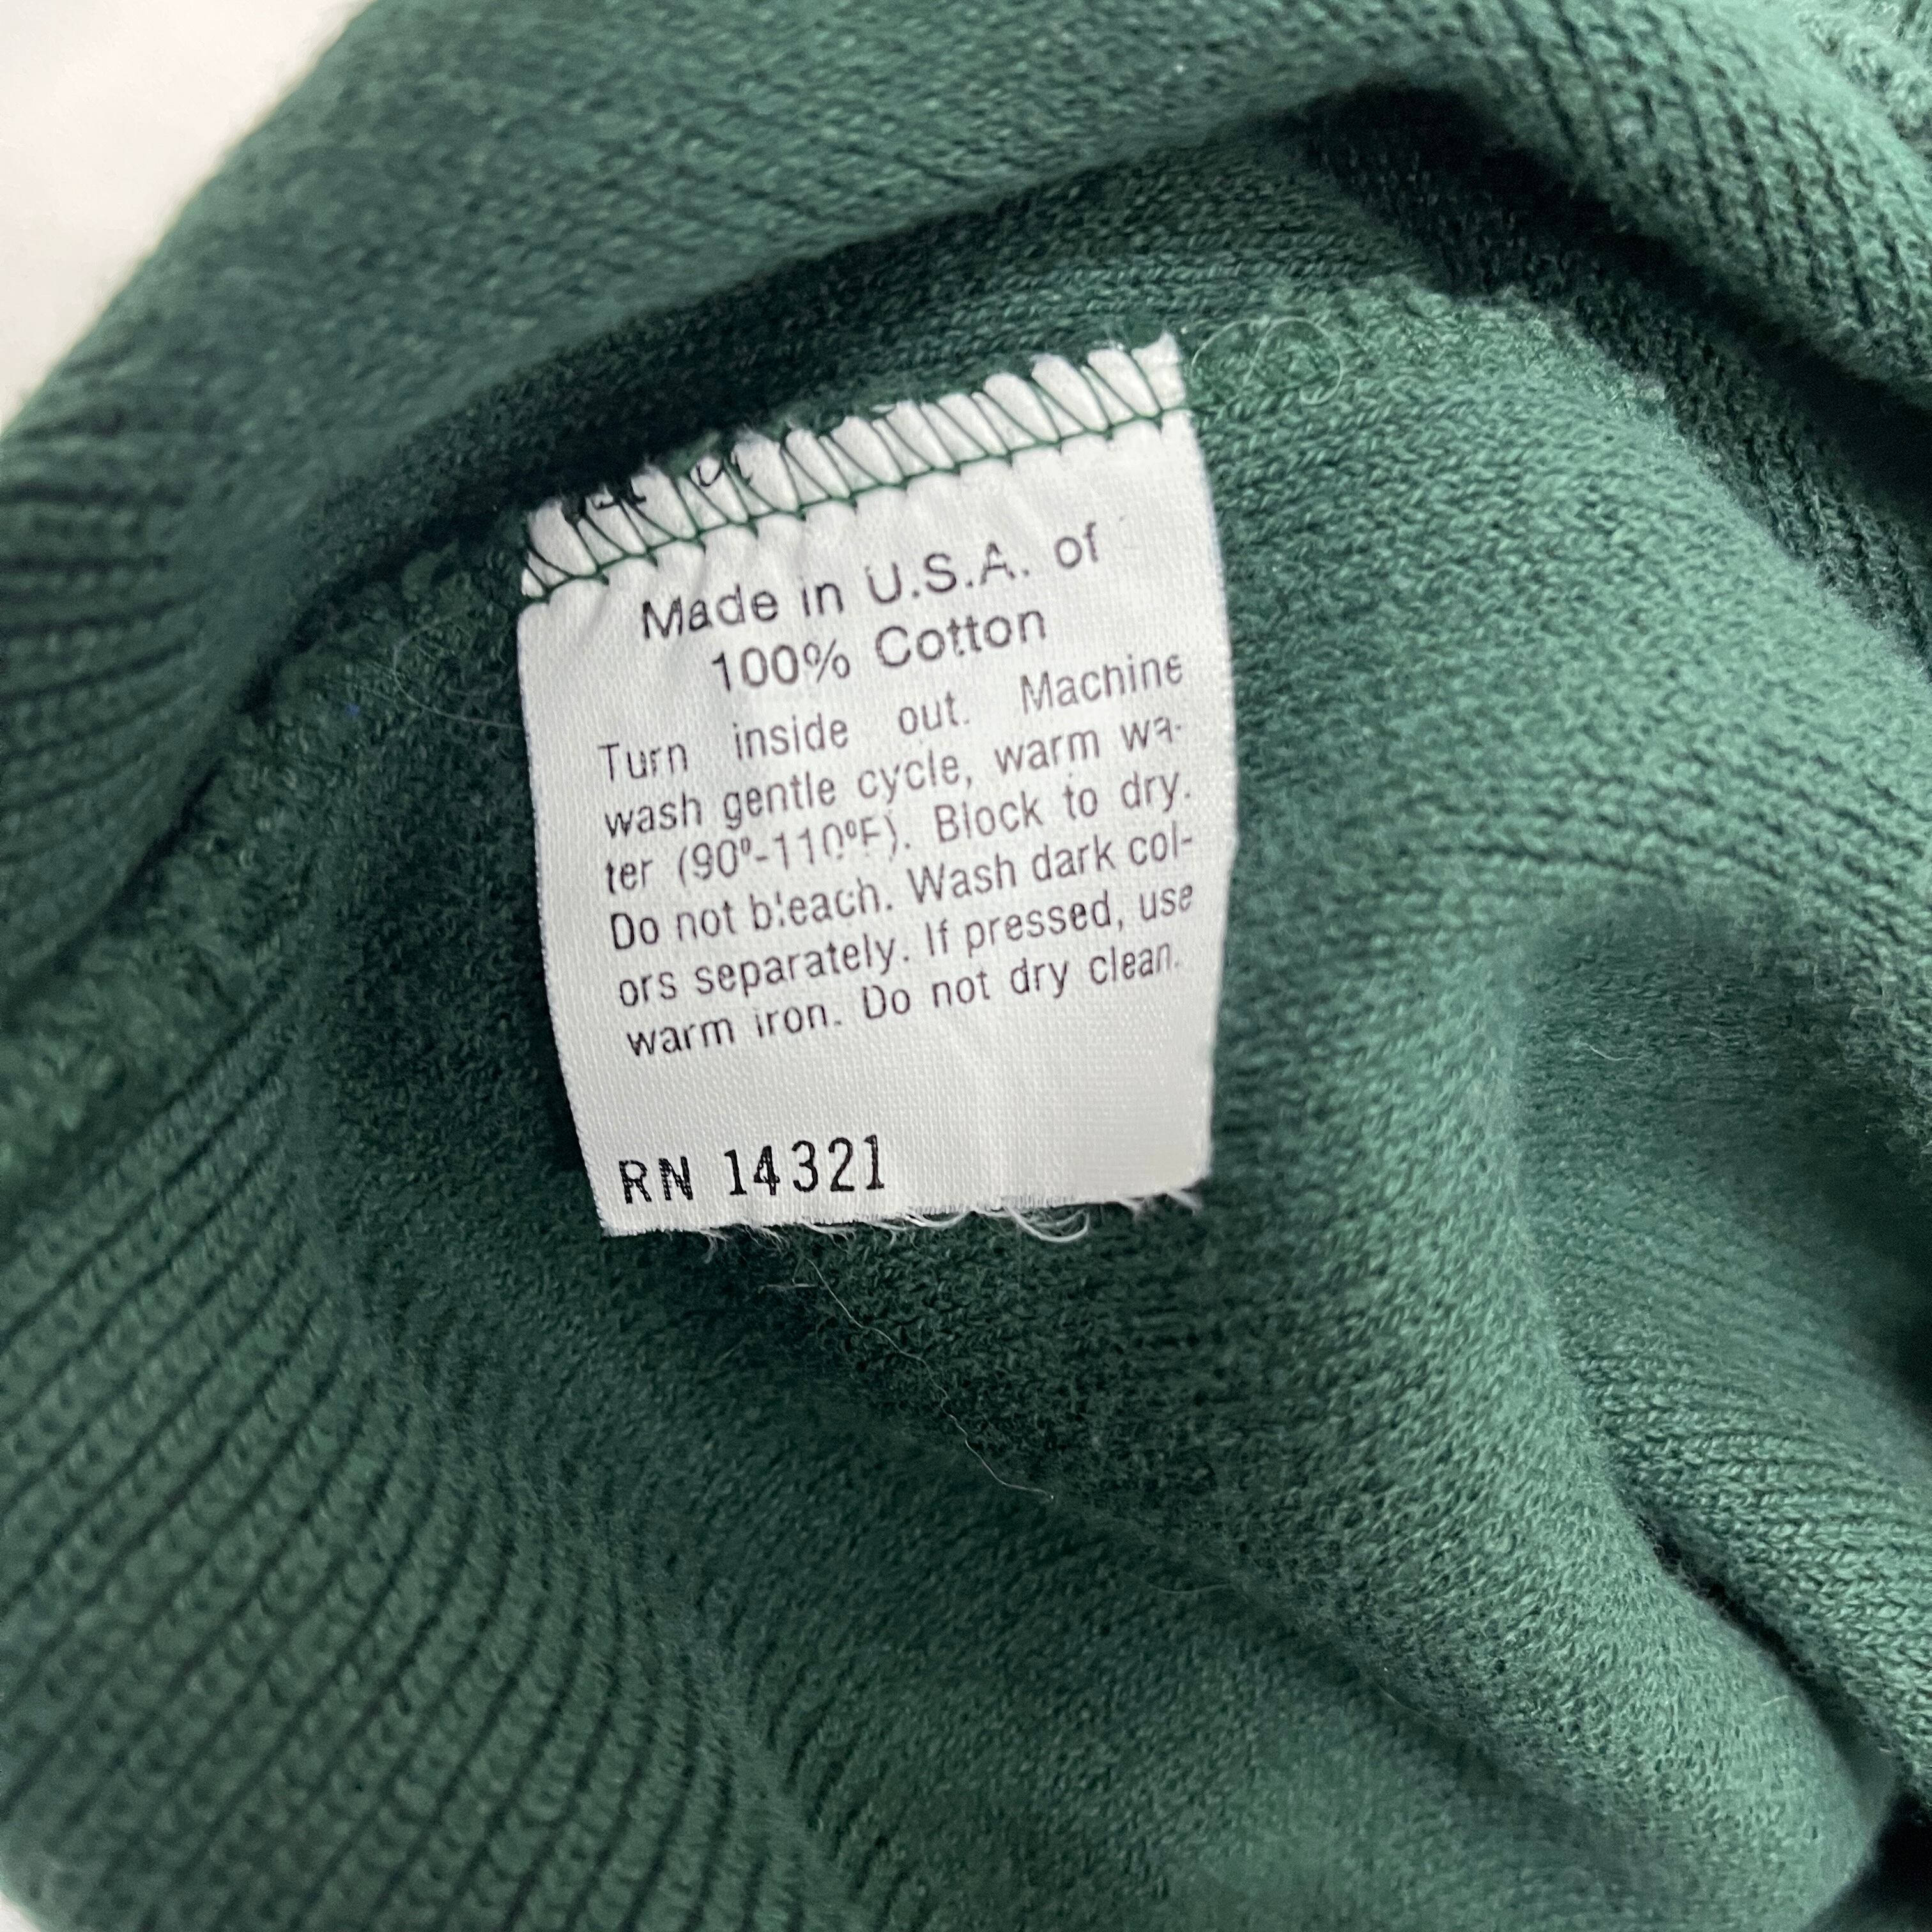 Made in U.S.A. of
100% Cotton
Turn inside out. Machine
wash gentle cycle, warm wa-
ter (90º-110ºF). Block to dry.
Do not bleach. Wash dark col-
ors separately. If pressed, use
warm iron. Do not dry clean.
RN 14321